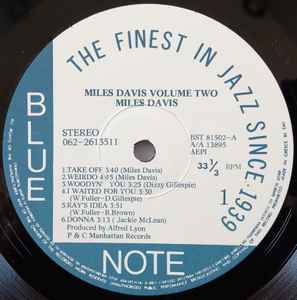 THE FINEST IN JAZZ SINCE 1939
BLUE
NOTE
MILES DAVIS VOLUME TWO
MILES DAVIS
STEREO
062-2613511
BST 81502-A
A/A 13895
AEPI
33 1/3 RPM
1
1.TAKE OFF 5:40 (Miles Davis)
2.WEIRDO 4:05 (Miles Davis)
3.WOODYN' YOU 3:25 (Dizzy Gillespie)
4.I WAITED FOR YOU 3:30
(W.Fuller-D.Gillespie)
5.RAY'S IDEA 3:51
(W.Fuller-R.Brown)
6.DONNA 3:13 ( Jackie McLean)
Produced by Alfred Lyon
P & C Manhattan Records